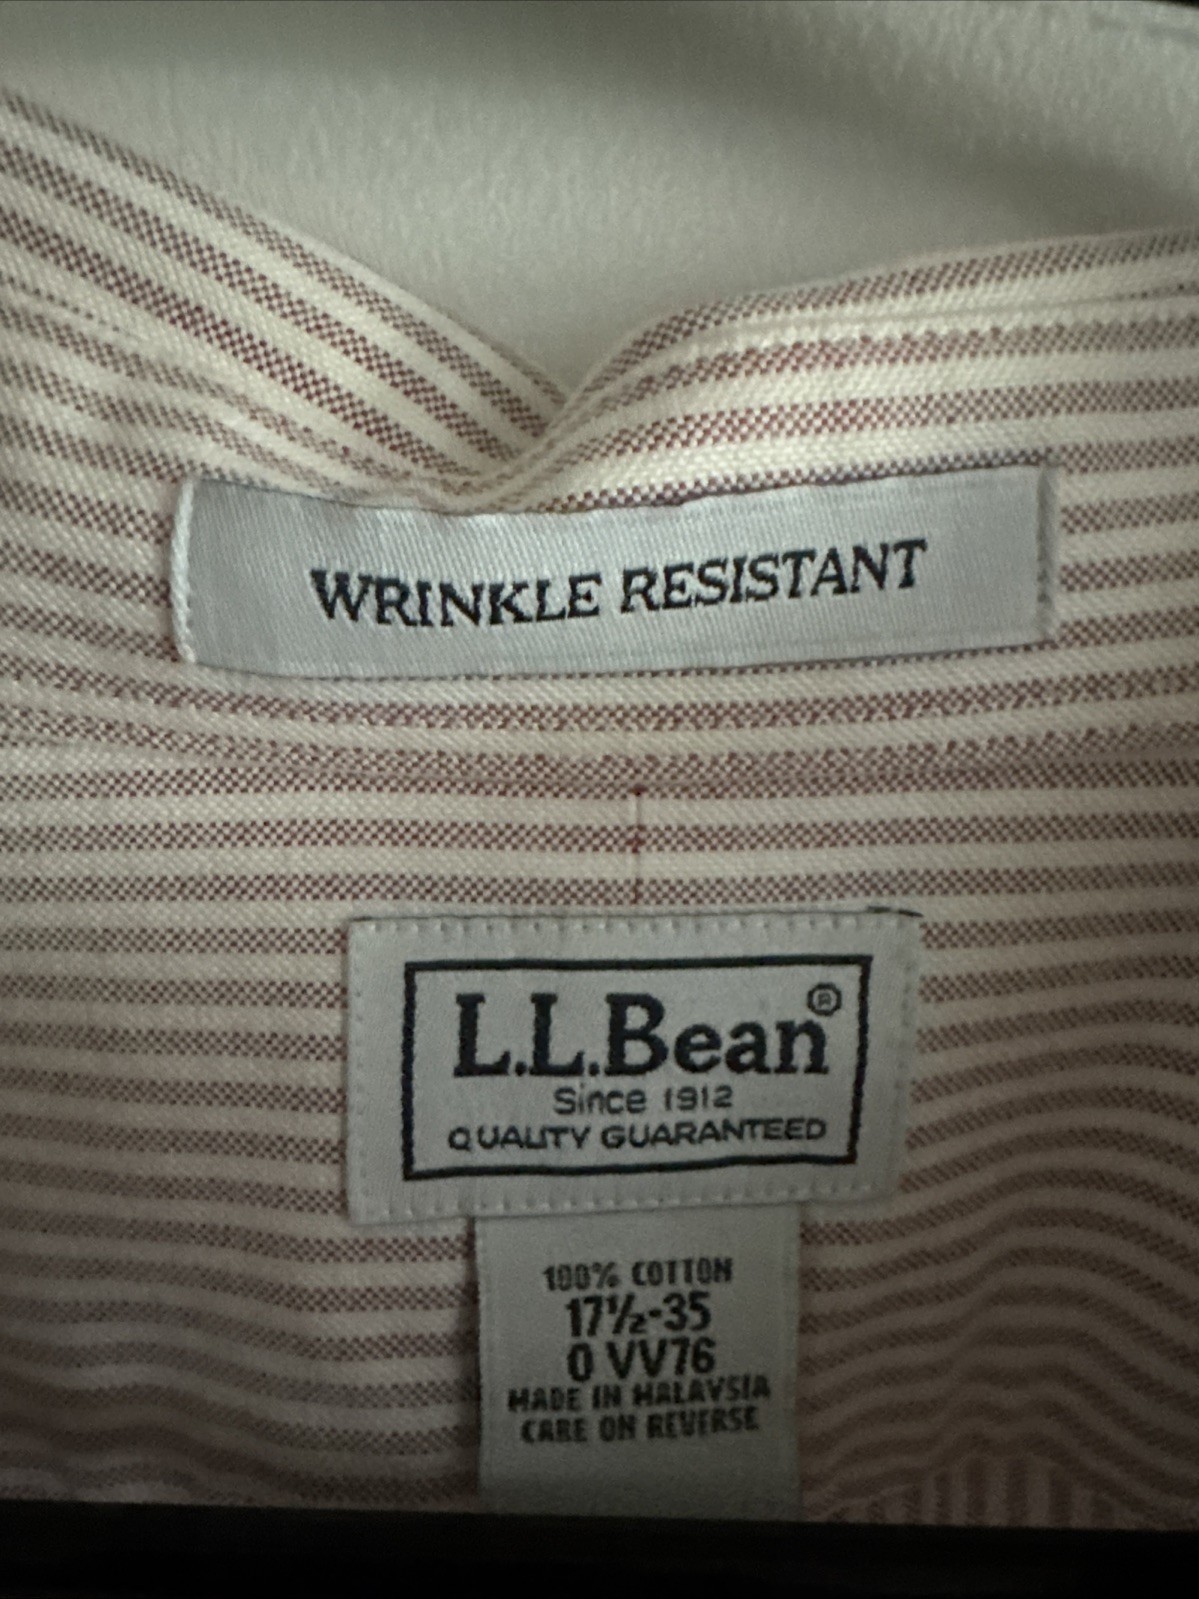 WRINKLE RESISTANT
L.L.Bean®
Since 1912
QUALITY GUARANTEED
100% COTTON
17½-35
0 VV76
MADE IN MALAYSIA
CARE ON REVERSE